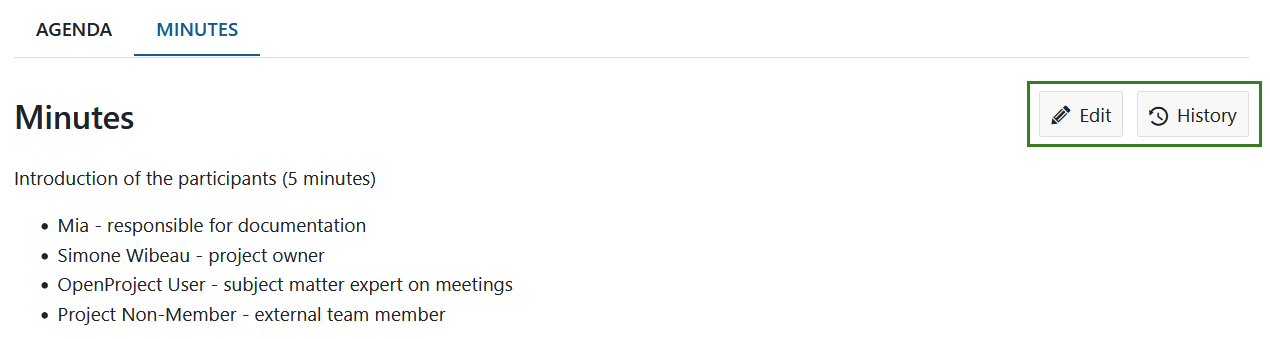 AGENDA MINUTES
Minutes
Edit History
Introduction of the participants (5 minutes)
• Mia - responsible for documentation
• Simone Wibeau - project owner
• OpenProject User - subject matter expert on meetings
• Project Non-Member - external team member